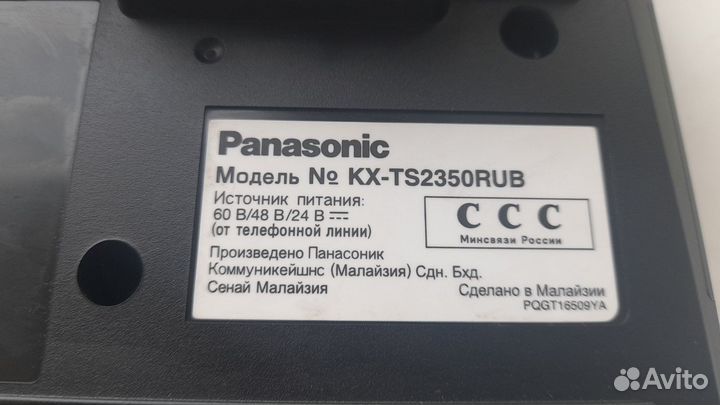 Panasonic
Модель № KX-TS2350RUB
Источник питания:
60 В/48 В/24 В
(от телефонной линии)
ССС
Минсвязи России
Произведено Панасоник
Коммуникейшнс (Малайзия) Сдн. Бхд.
Сенай Малайзия
Сделано в Малайзии
PQGT16509YA
Avito